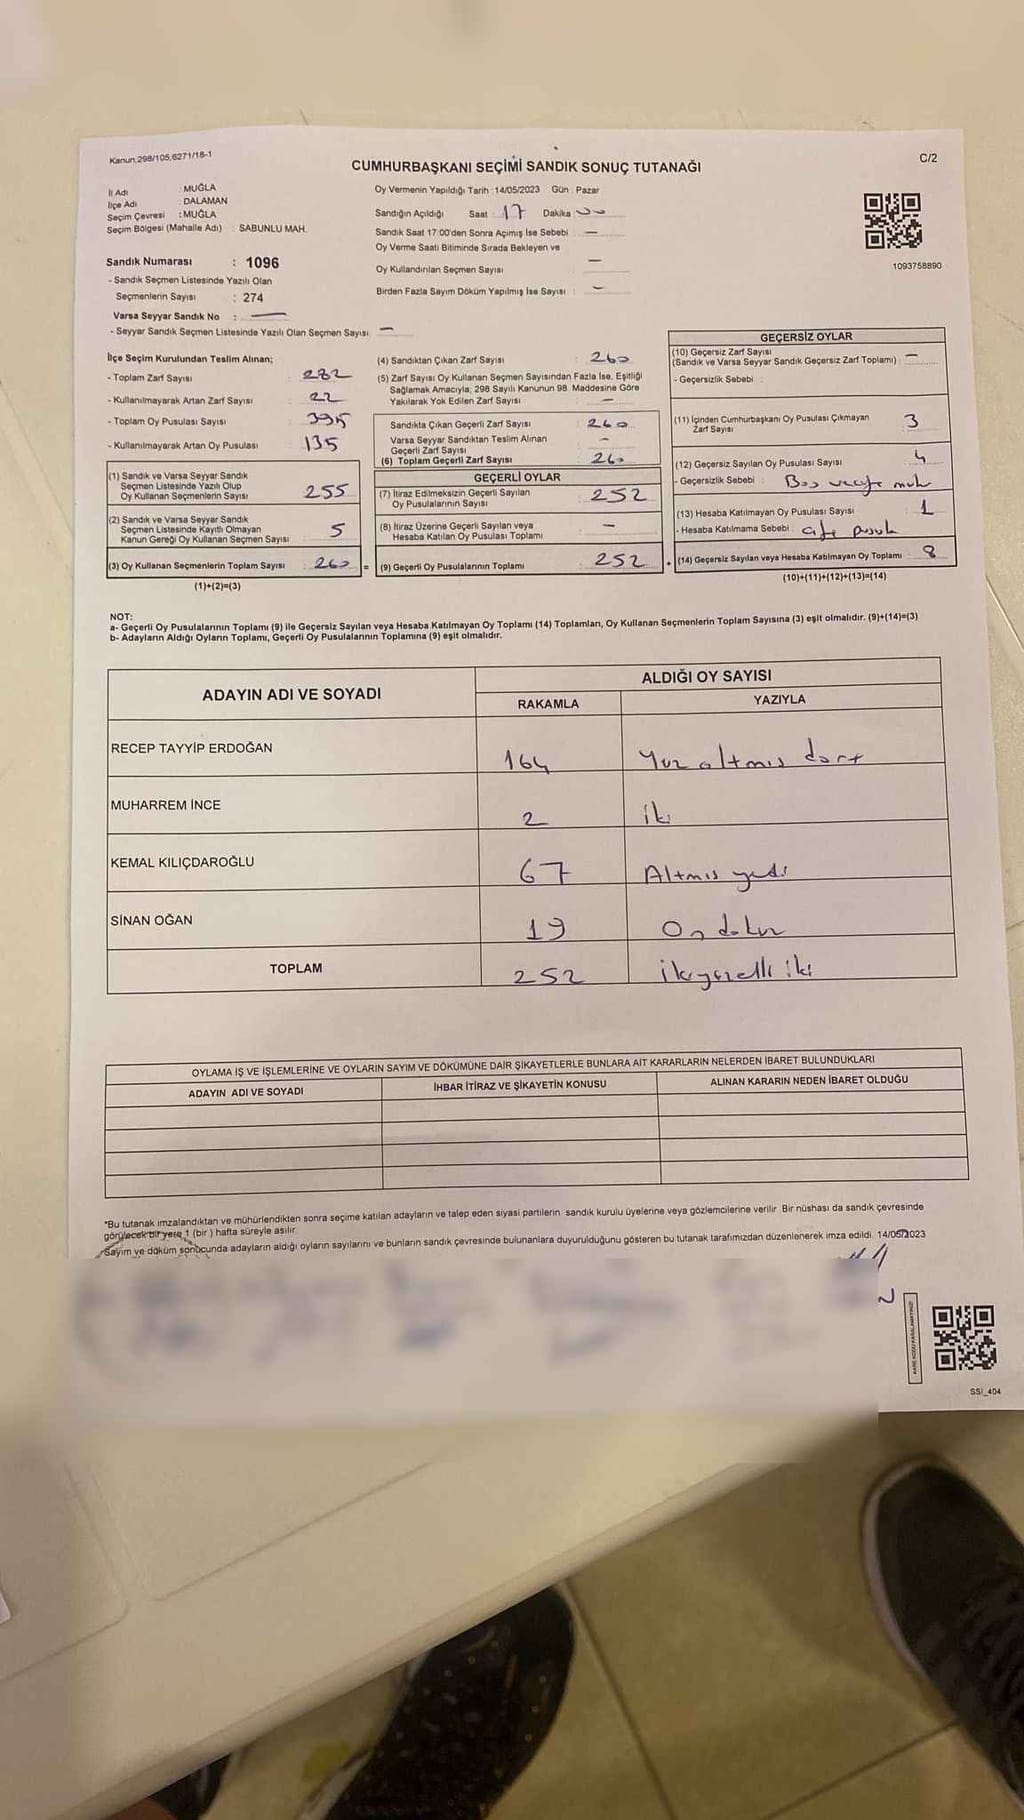 Kanun;298/105,6271/18-1
C/2
CUMHURBAŞKANI SEÇİMİ SANDIK SONUÇ TUTANAĞI
İl Adı : MUĞLA
İlçe Adı : DALAMAN
Seçim Çevresi : MUĞLA
Seçim Bölgesi (Mahalle Adı) : SABUNLU MAH.
Oy Vermenin Yapıldığı Tarih :14/05/2023 Gün : Pazar
Sandığın Açıldığı Saat : 17 Dakika 00
Sandık Saat 17:00'den Sonra Açımış İse Sebebi : —
Oy Verme Saati Bitiminde Sırada Bekleyen ve
Oy Kullandırılan Seçmen Sayısı : —
Birden Fazla Sayım Döküm Yapılmış İse Sayısı : —
1093758890
Sandık Numarası : 1096
- Sandık Seçmen Listesinde Yazılı Olan
Seçmenlerin Sayısı : 274
Varsa Seyyar Sandık No : —
- Seyyar Sandık Seçmen Listesinde Yazılı Olan Seçmen Sayısı : —
İlçe Seçim Kurulundan Teslim Alınan;
- Toplam Zarf Sayısı : 282
- Kullanılmayarak Artan Zarf Sayısı : 22
- Toplam Oy Pusulası Sayısı : 395
- Kullanılmayarak Artan Oy Pusulası : 135
(1) Sandık ve Varsa Seyyar Sandık
Seçmen Listesinde Yazılı Olup
Oy Kullanan Seçmenlerin Sayısı : 255
(2) Sandık ve Varsa Seyyar Sandık
Seçmen Listesinde Kayıtlı Olmayan
Kanun Gereği Oy Kullanan Seçmen Sayısı : 5
(3) Oy Kullanan Seçmenlerin Toplam Sayısı : 260 =
(1)+(2)=(3)
(4) Sandıktan Çıkan Zarf Sayısı : 260
(5) Zarf Sayısı Oy Kullanan Seçmen Sayısından Fazla İse, Eşitliği
Sağlamak Amacıyla; 298 Sayılı Kanunun 98. Maddesine Göre
Yakılarak Yok Edilen Zarf Sayısı : —
Sandıkla Çıkan Geçerli Zarf Sayısı : 260
Varsa Seyyar Sandıktan Teslim Alınan
Geçerli Zarf Sayısı : —
(6) Toplam Geçerli Zarf Sayısı : 260
GEÇERLİ OYLAR
(7) İtiraz Edilmeksizin Geçerli Sayılan
Oy Pusulalarının Sayısı : 252
(8) İtiraz Üzerine Geçerli Sayılan veya
Hesaba Katılan Oy Pusulası Toplamı : —
(9) Geçerli Oy Pusulalarının Toplamı : 252
GEÇERSİZ OYLAR
(10) Geçersiz Zarf Sayısı
(Sandık ve Varsa Seyyar Sandık Geçersiz Zarf Toplamı) : —
- Geçersizlik Sebebi :
(11) İçinden Cumhurbaşkanı Oy Pusulası Çıkmayan
Zarf Sayısı 3
(12) Geçersiz Sayılan Oy Pusulası Sayısı : 4
- Geçersizlik Sebebi : Boş
(13) Hesaba Katılmayan Oy Pusulası Sayısı : 1
- Hesaba Katılmama Sebebi : pusula
(14) Geçersiz Sayılan veya Hesaba Katılmayan Oy Toplamı : 8
(10)+(11)+(12)+(13)=(14)
NOT:
a- Geçerli Oy Pusulalarının Toplamı (9) ile Geçersiz Sayılan veya Hesaba Katılmayan Oy Toplamı (14) Toplamları, Oy Kullanan Seçmenlerin Toplam Sayısına (3) eşit olmalıdır. (9)+(14)=(3)
b- Adayların Aldığı Oyların Toplamı, Geçerli Oy Pusulalarının Toplamına (9) eşit olmalıdır.
ADAYIN ADI VE SOYADI
ALDIĞI OY SAYISI
RAKAMLA YAZIYLA
RECEP TAYYİP ERDOĞAN 164 Yüz altmış dört
MUHARREM İNCE 2 iki
KEMAL KILIÇDAROĞLU 67 Altmış yedi
SİNAN OĞAN 19 On dokuz
TOPLAM 252 ikiyüzelli iki
OYLAMA İŞ VE İŞLEMLERİNE VE OYLARIN SAYIM VE DÖKÜMÜNE DAİR ŞİKAYETLERLE BUNLARA AİT KARARLARIN NELERDEN İBARET BULUNDUKLARI
ADAYIN ADI VE SOYADI İHBAR İTİRAZ VE ŞİKAYETİN KONUSU ALINAN KARARIN NEDEN İBARET OLDUĞU
*Bu tutanak imzalandıktan ve mühürlendikten sonra seçime katılan adayların ve talep eden siyasi partilerin sandık kurulu üyelerine veya gözlemcilerine verilir. Bir nüshası da sandık çevresinde
görülecek bir yere 1 (bir) hafta süreyle asılır.
Sayım ve döküm sonucunda adayların aldığı oyların sayılarını ve bunların sandık çevresinde bulunanlara duyurulduğunu gösteren bu tutanak tarafımızdan düzenlenerek imza edildi. 14/05/2023
SSI_404